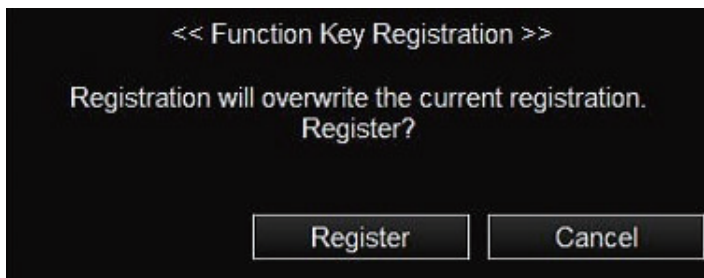 << Function Key Registration >>
Registration will overwrite the current registration.
Register?
Register
Cancel